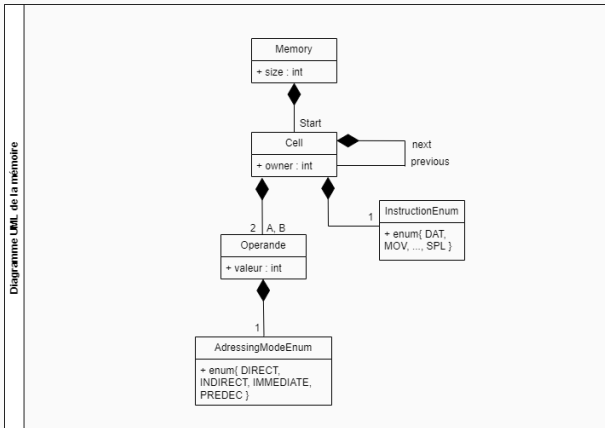 Diagramme UML de la mémoire
Memory
+ size : int
Start
Cell
+ owner : int
next
previous
2
A, B
1
InstructionEnum
+ enum{ DAT,
MOV, ..., SPL }
Operande
+ valeur : int
1
AdressingModeEnum
+ enum{ DIRECT,
INDIRECT, IMMEDIATE,
PREDEC }